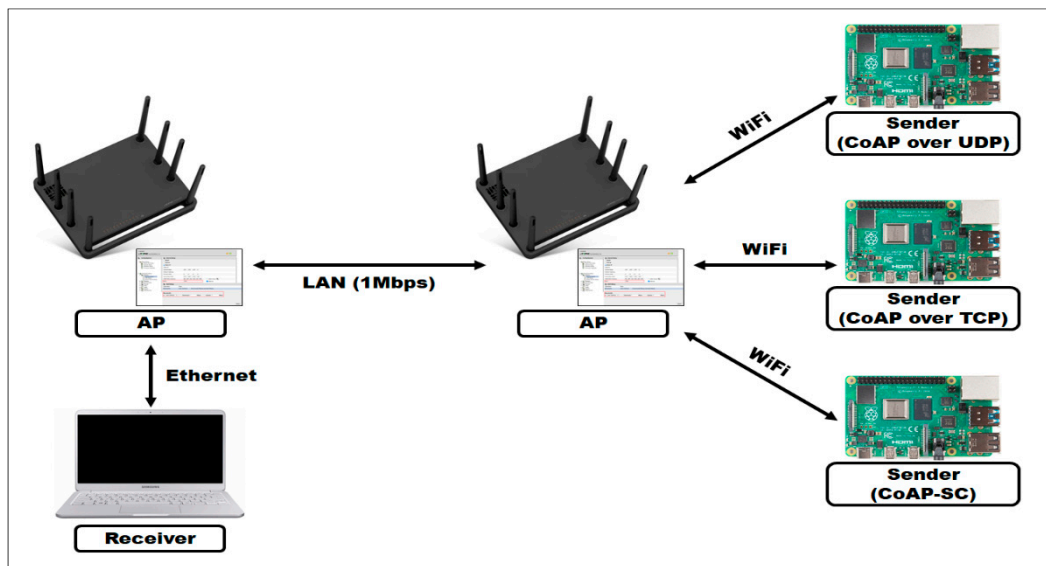 WiFi
Sender
(CoAP over UDP)
WiFi
Sender
(CoAP over TCP)
LAN (1Mbps)
AP
AP
WiFi
Ethernet
Sender
(CoAP-SC)
Receiver